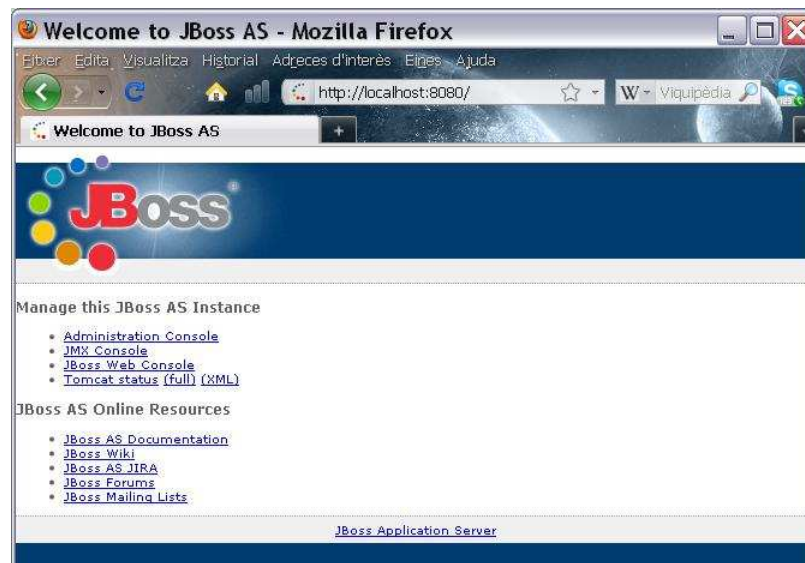 Welcome to JBoss AS - Mozilla Firefox
Fitxer Edita Visualitza Historial Adreces d'interès Eines Ajuda
http://localhost:8080/ W Viquipèdia
Welcome to JBoss AS +
JBoss®
Manage this JBoss AS Instance
• Administration Console
• JMX Console
• JBoss Web Console
• Tomcat status (full) (XML)
JBoss AS Online Resources
• JBoss AS Documentation
• JBoss Wiki
• JBoss AS JIRA
• JBoss Forums
• JBoss Mailing Lists
JBoss Application Server